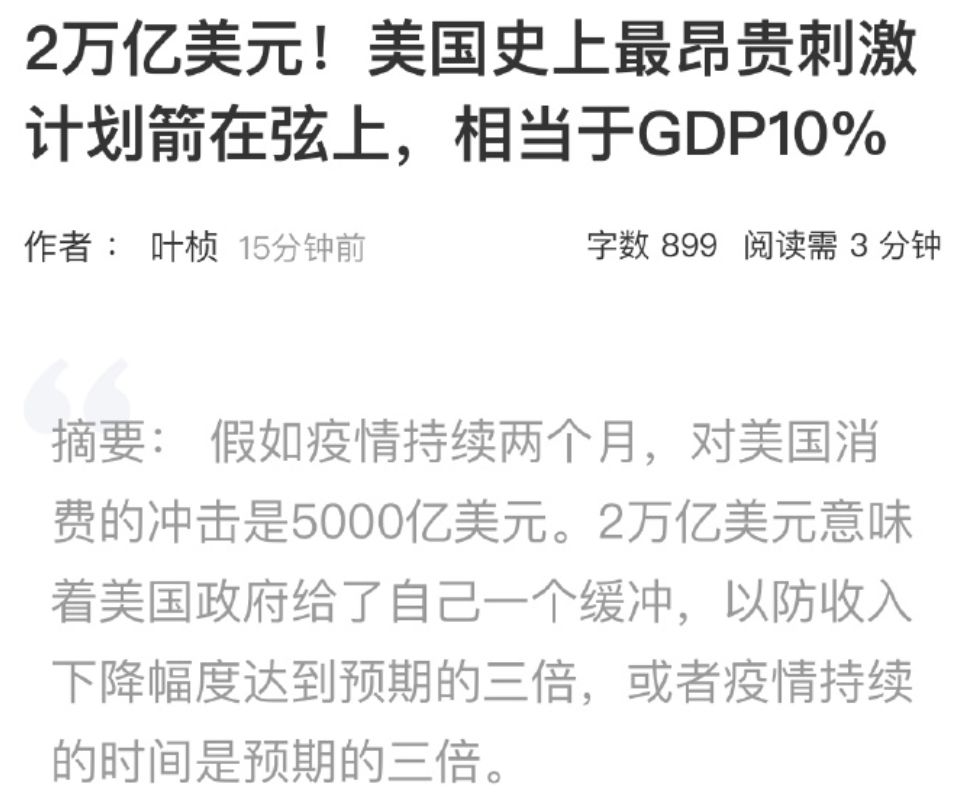 2万亿美元！美国史上最昂贵刺激
计划箭在弦上，相当于GDP10%
作者： 叶桢 15分钟前 字数 899 阅读需 3 分钟
“
摘要： 假如疫情持续两个月，对美国消
费的冲击是5000亿美元。2万亿美元意味
着美国政府给了自己一个缓冲，以防收入
下降幅度达到预期的三倍，或者疫情持续
的时间是预期的三倍。